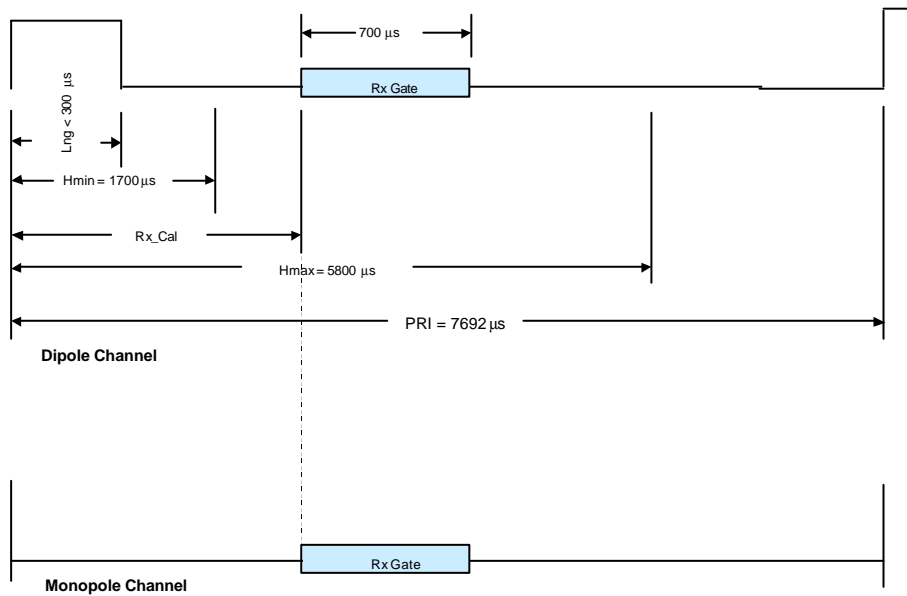 700 µs
Rx Gate
Lng < 300 µs
Hmin = 1700 µs
Rx_Cal
Hmax = 5800 µs
PRI = 7692 µs
Dipole Channel
Rx Gate
Monopole Channel